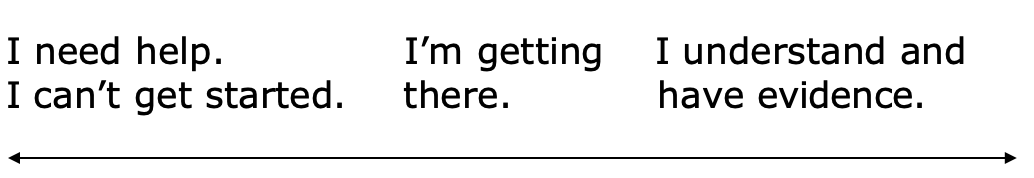 I need help.
I can’t get started.
I’m getting
there.
I understand and
have evidence.